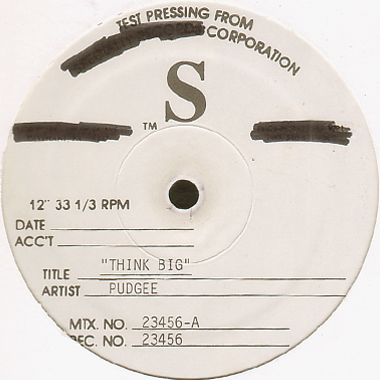 TEST PRESSING FROM
CORPORATION
S
TM
12" 33 1/3 RPM
DATE
ACC'T
TITLE "THINK BIG"
ARTIST PUDGEE
MTX. NO. 23456-A
REC. NO. 23456